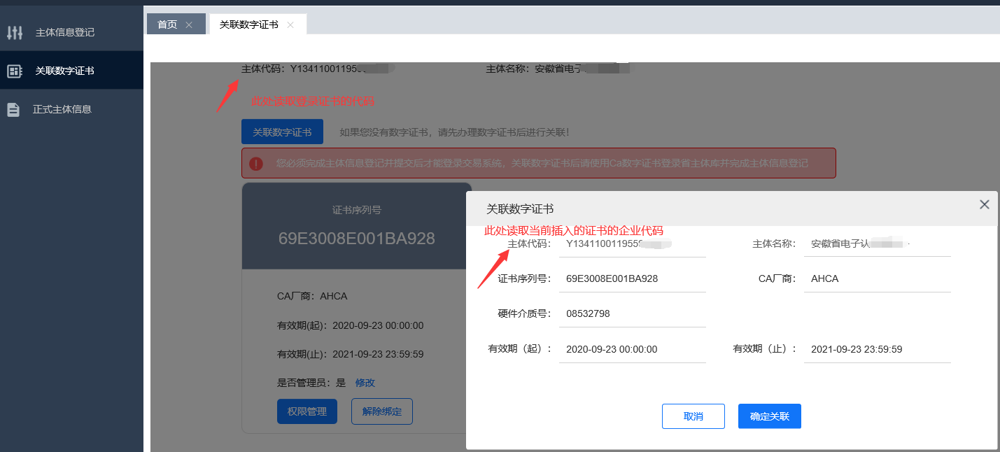 主体信息登记
关联数字证书
正式主体信息
首页
关联数字证书
主体代码：Y13411001195
主体名称：安徽省电子
此处读取登录证书的代码
关联数字证书
如果您没有数字证书，请先办理数字证书后进行关联！
您必须完成主体信息登记并提交后才能登录交易系统，关联数字证书后请使用Ca数字证书登录省主体库并完成主体信息登记
证书序列号
69E3008E001BA928
CA厂商：AHCA
有效期(起)：2020-09-23 00:00:00
有效期(止)：2021-09-23 23:59:59
是否管理员：是 修改
权限管理
解除绑定
关联数字证书
此处读取当前插入的证书的企业代码
主体代码： Y1341100119559
主体名称： 安徽省电子认
证书序列号： 69E3008E001BA928
CA厂商： AHCA
硬件介质号： 08532798
有效期（起）： 2020-09-23 00:00:00
有效期（止）： 2021-09-23 23:59:59
取消
确定关联